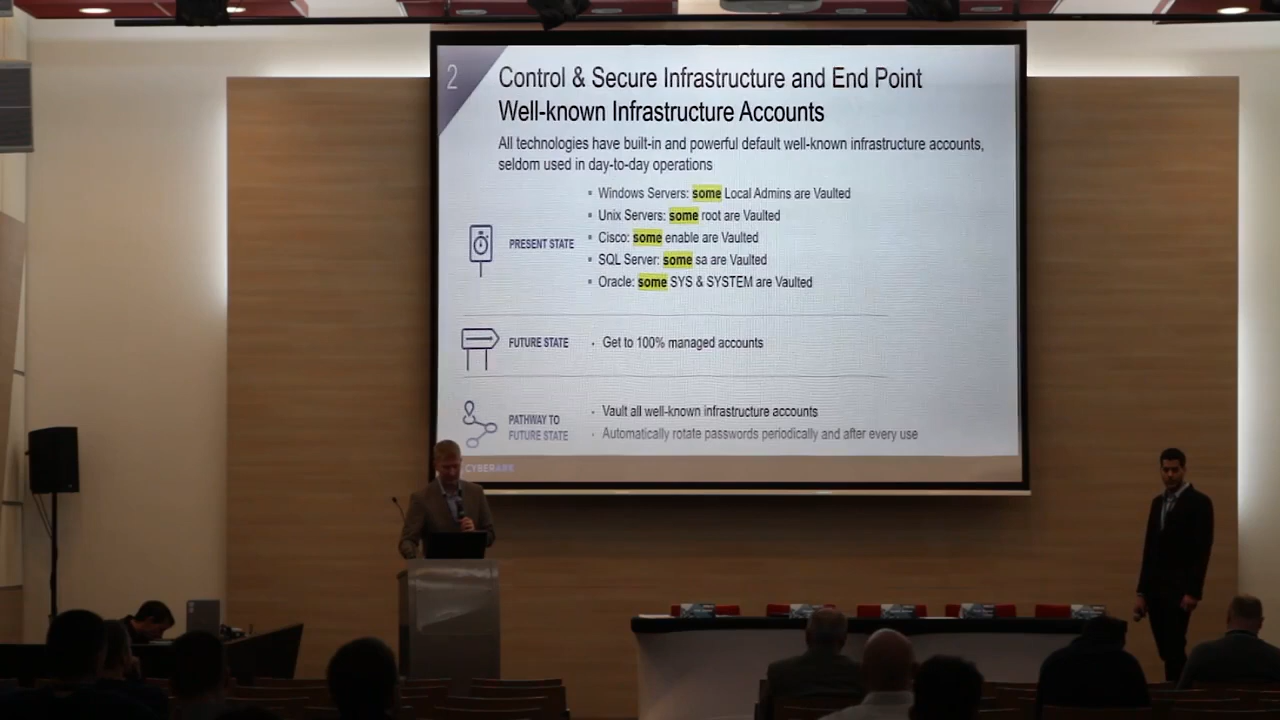 2
Control & Secure Infrastructure and End Point
Well-known Infrastructure Accounts
All technologies have built-in and powerful default well-known infrastructure accounts,
seldom used in day-to-day operations
PRESENT STATE
▪ Windows Servers: some Local Admins are Vaulted
▪ Unix Servers: some root are Vaulted
▪ Cisco: some enable are Vaulted
▪ SQL Server: some sa are Vaulted
▪ Oracle: some SYS & SYSTEM are Vaulted
FUTURE STATE
· Get to 100% managed accounts
PATHWAY TO
FUTURE STATE
· Vault all well-known infrastructure accounts
· Automatically rotate passwords periodically and after every use
CYBERARK